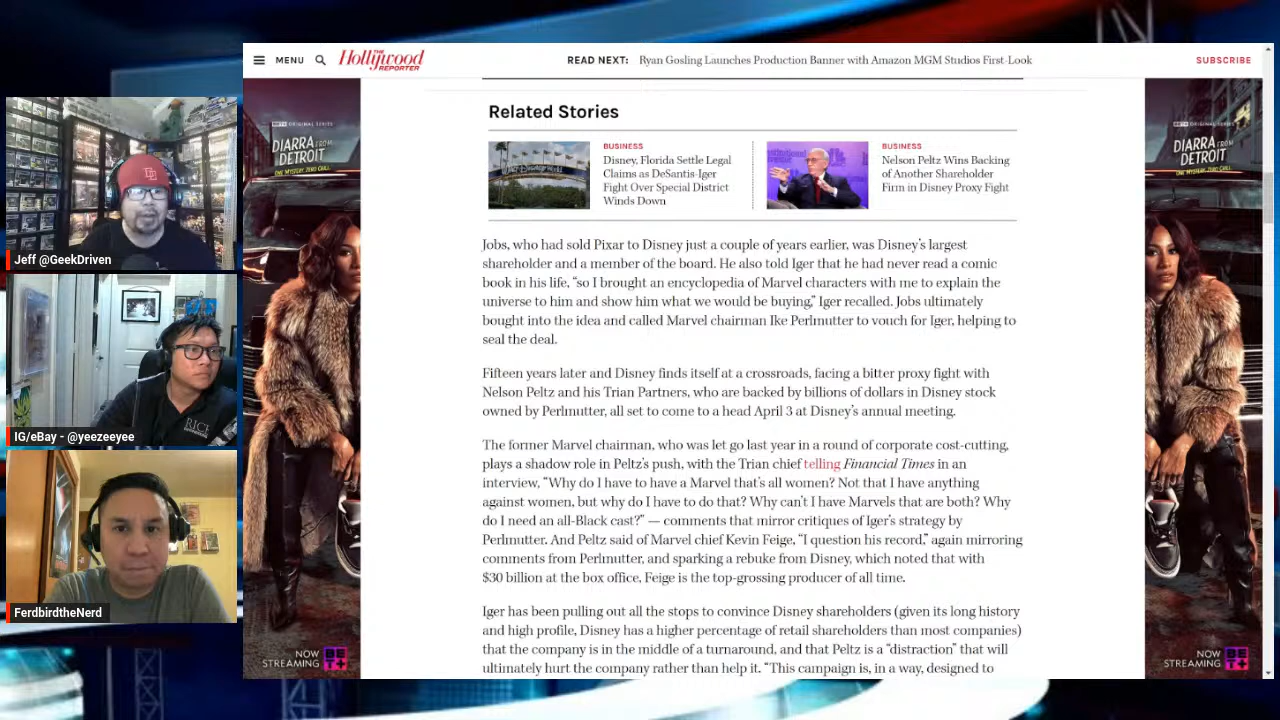 MENU
THE Hollywood REPORTER
READ NEXT: Ryan Gosling Launches Production Banner with Amazon MGM Studios First-Look
SUBSCRIBE
Related Stories
BUSINESS
Disney, Florida Settle Legal
Claims as DeSantis-Iger
Fight Over Special District
Winds Down
BUSINESS
Nelson Peltz Wins Backing
of Another Shareholder
Firm in Disney Proxy Fight
Jobs, who had sold Pixar to Disney just a couple of years earlier, was Disney's largest
shareholder and a member of the board. He also told Iger that he had never read a comic
book in his life, “so I brought an encyclopedia of Marvel characters with me to explain the
universe to him and show him what we would be buying,” Iger recalled. Jobs ultimately
bought into the idea and called Marvel chairman Ike Perlmutter to vouch for Iger, helping to
seal the deal.
Fifteen years later and Disney finds itself at a crossroads, facing a bitter proxy fight with
Nelson Peltz and his Trian Partners, who are backed by billions of dollars in Disney stock
owned by Perlmutter, all set to come to a head April 3 at Disney's annual meeting.
The former Marvel chairman, who was let go last year in a round of corporate cost-cutting,
plays a shadow role in Peltz's push, with the Trian chief telling Financial Times in an
interview, “Why do I have to have a Marvel that's all women? Not that I have anything
against women, but why do I have to do that? Why can't I have Marvels that are both? Why
do I need an all-Black cast?” — comments that mirror critiques of Iger's strategy by
Perlmutter. And Peltz said of Marvel chief Kevin Feige, “I question his record,” again mirroring
comments from Perlmutter, and sparking a rebuke from Disney, which noted that with
$30 billion at the box office, Feige is the top-grossing producer of all time.
Iger has been pulling out all the stops to convince Disney shareholders (given its long history
and high profile, Disney has a higher percentage of retail shareholders than most companies)
that the company is in the middle of a turnaround, and that Peltz is a “distraction” that will
ultimately hurt the company rather than help it. “This campaign is, in a way, designed to
DIARRA FROM
DETROIT
ONE MYSTERY. ZERO CHILL.
NOW
STREAMING
BET+
DIARRA FROM
DETROIT
ONE MYSTERY. ZERO CHILL.
NOW
STREAMING
BET+
Jeff @GeekDriven
RICE
IG/eBay - @yeezeeyee
FerdbirdtheNerd